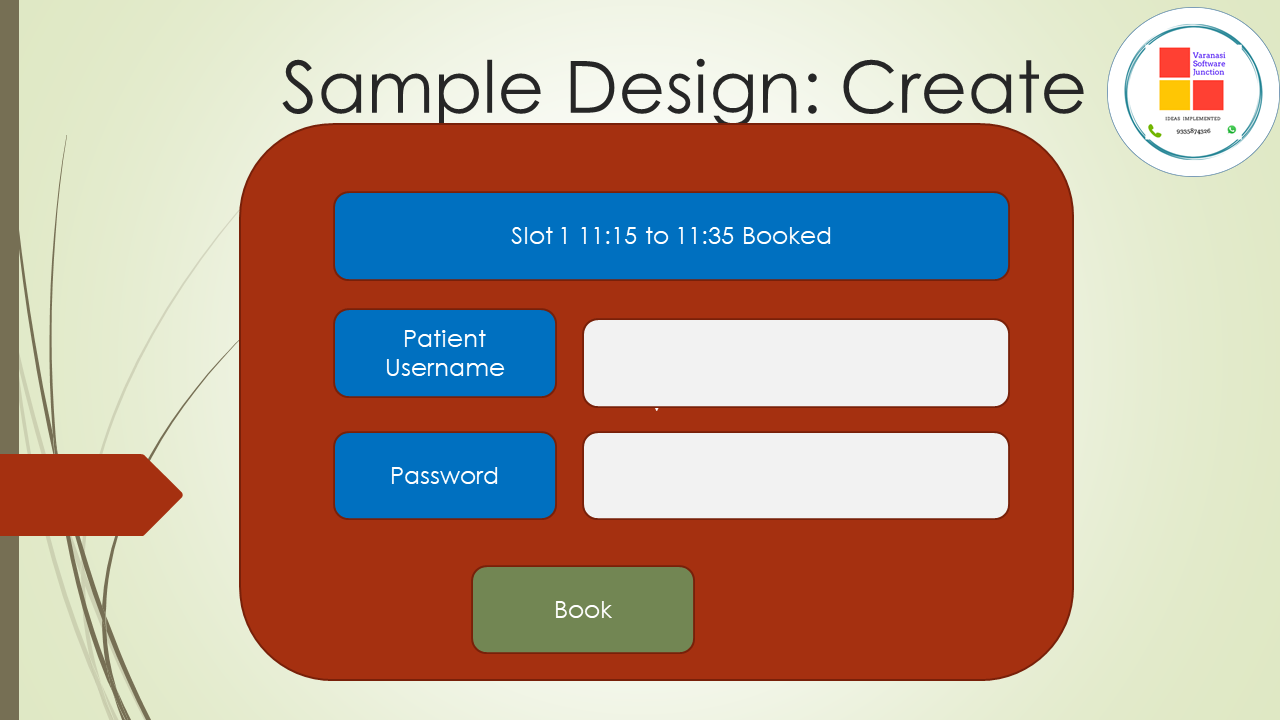 Sample Design: Create
Varanasi
Software
Junction
IDEAS IMPLEMENTED
9335874326
Slot 1 11:15 to 11:35 Booked
Patient
Username
Password
Book